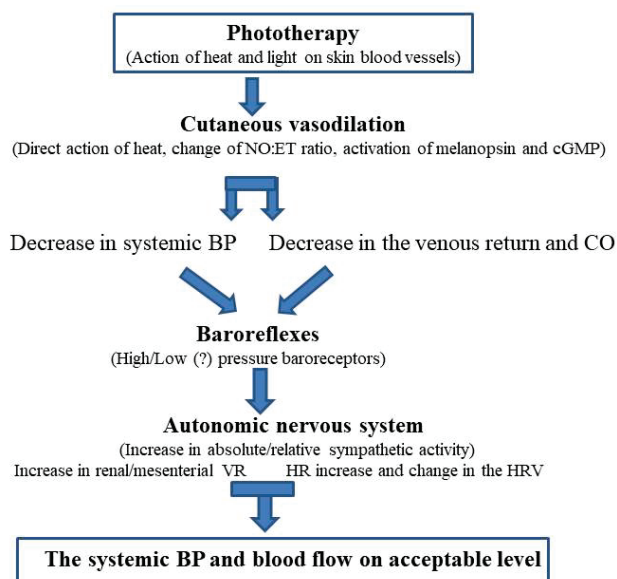 Phototherapy
(Action of heat and light on skin blood vessels)
Cutaneous vasodilation
(Direct action of heat, change of NO:ET ratio, activation of melanopsin and cGMP)
Decrease in systemic BP Decrease in the venous return and CO
Baroreflexes
(High/Low (?) pressure baroreceptors)
Autonomic nervous system
(Increase in absolute/relative sympathetic activity)
Increase in renal/mesenterial VR HR increase and change in the HRV
The systemic BP and blood flow on acceptable level